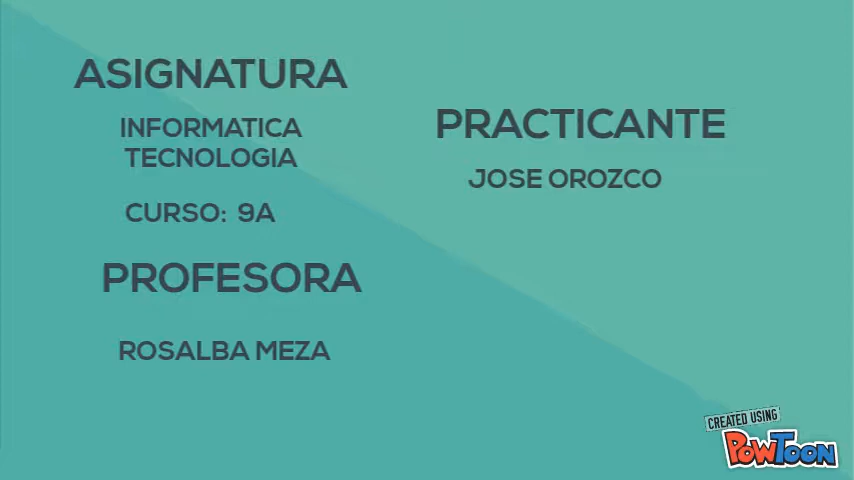 ASIGNATURA
INFORMATICA
TECNOLOGIA
CURSO: 9A
PROFESORA
ROSALBA MEZA
PRACTICANTE
JOSE OROZCO
CREATED USING
POWTOON